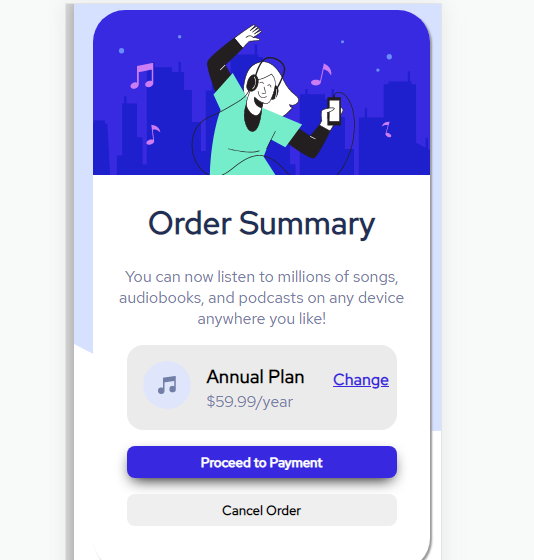 Order Summary
You can now listen to millions of songs,
audiobooks, and podcasts on any device
anywhere you like!
Annual Plan
Change
$59.99/year
Proceed to Payment
Cancel Order